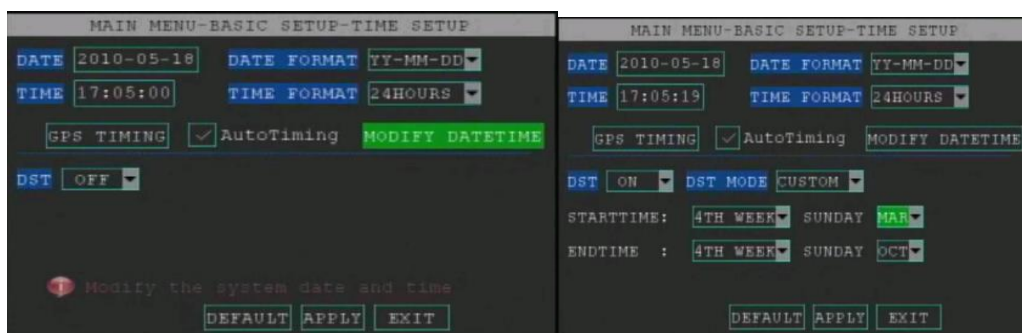 MAIN MENU-BASIC SETUP-TIME SETUP
DATE 2010-05-18 DATE FORMAT YY-MM-DD
TIME 17:05:00 TIME FORMAT 24HOURS
GPS TIMING AutoTiming MODIFY DATETIME
DST OFF
Modify the system date and time
DEFAULT APPLY EXIT
MAIN MENU-BASIC SETUP-TIME SETUP
DATE 2010-05-18 DATE FORMAT YY-MM-DD
TIME 17:05:19 TIME FORMAT 24HOURS
GPS TIMING AutoTiming MODIFY DATETIME
DST ON DST MODE CUSTOM
STARTTIME: 4TH WEEK SUNDAY MAR
ENDTIME : 4TH WEEK SUNDAY OCT
DEFAULT APPLY EXIT